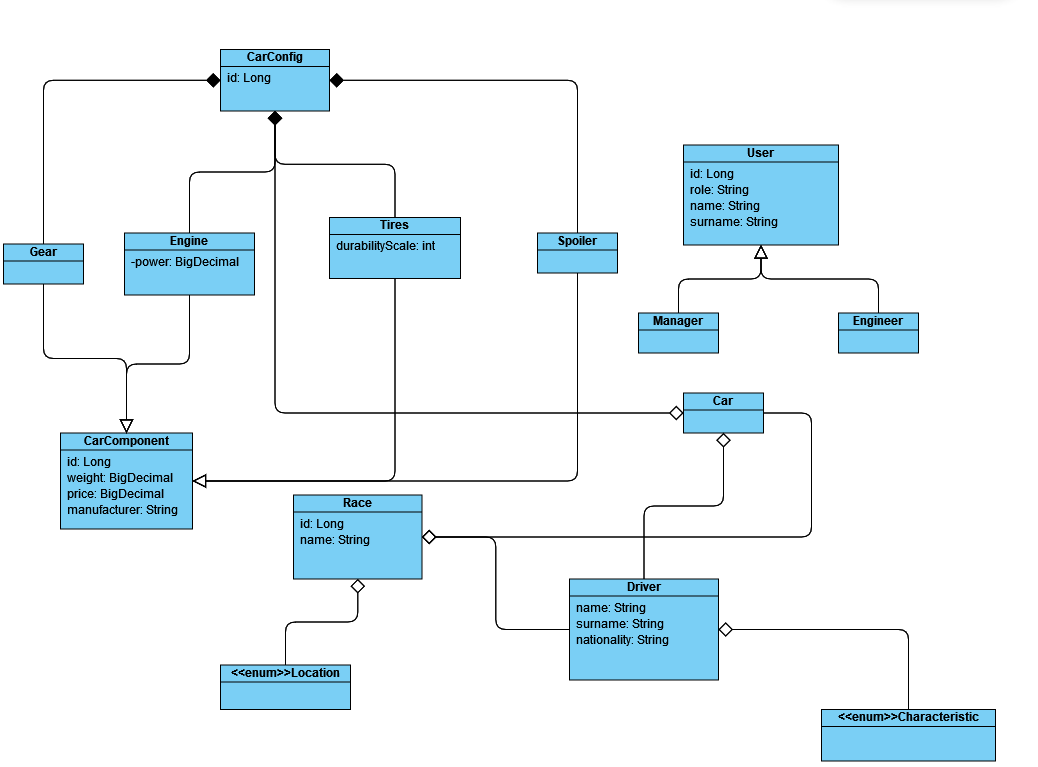 CarConfig
id: Long
User
id: Long
role: String
name: String
surname: String
Gear
Engine
-power: BigDecimal
Tires
durabilityScale: int
Spoiler
Manager
Engineer
Car
CarComponent
id: Long
weight: BigDecimal
price: BigDecimal
manufacturer: String
Race
id: Long
name: String
Driver
name: String
surname: String
nationality: String
<<enum>>Location
<<enum>>Characteristic